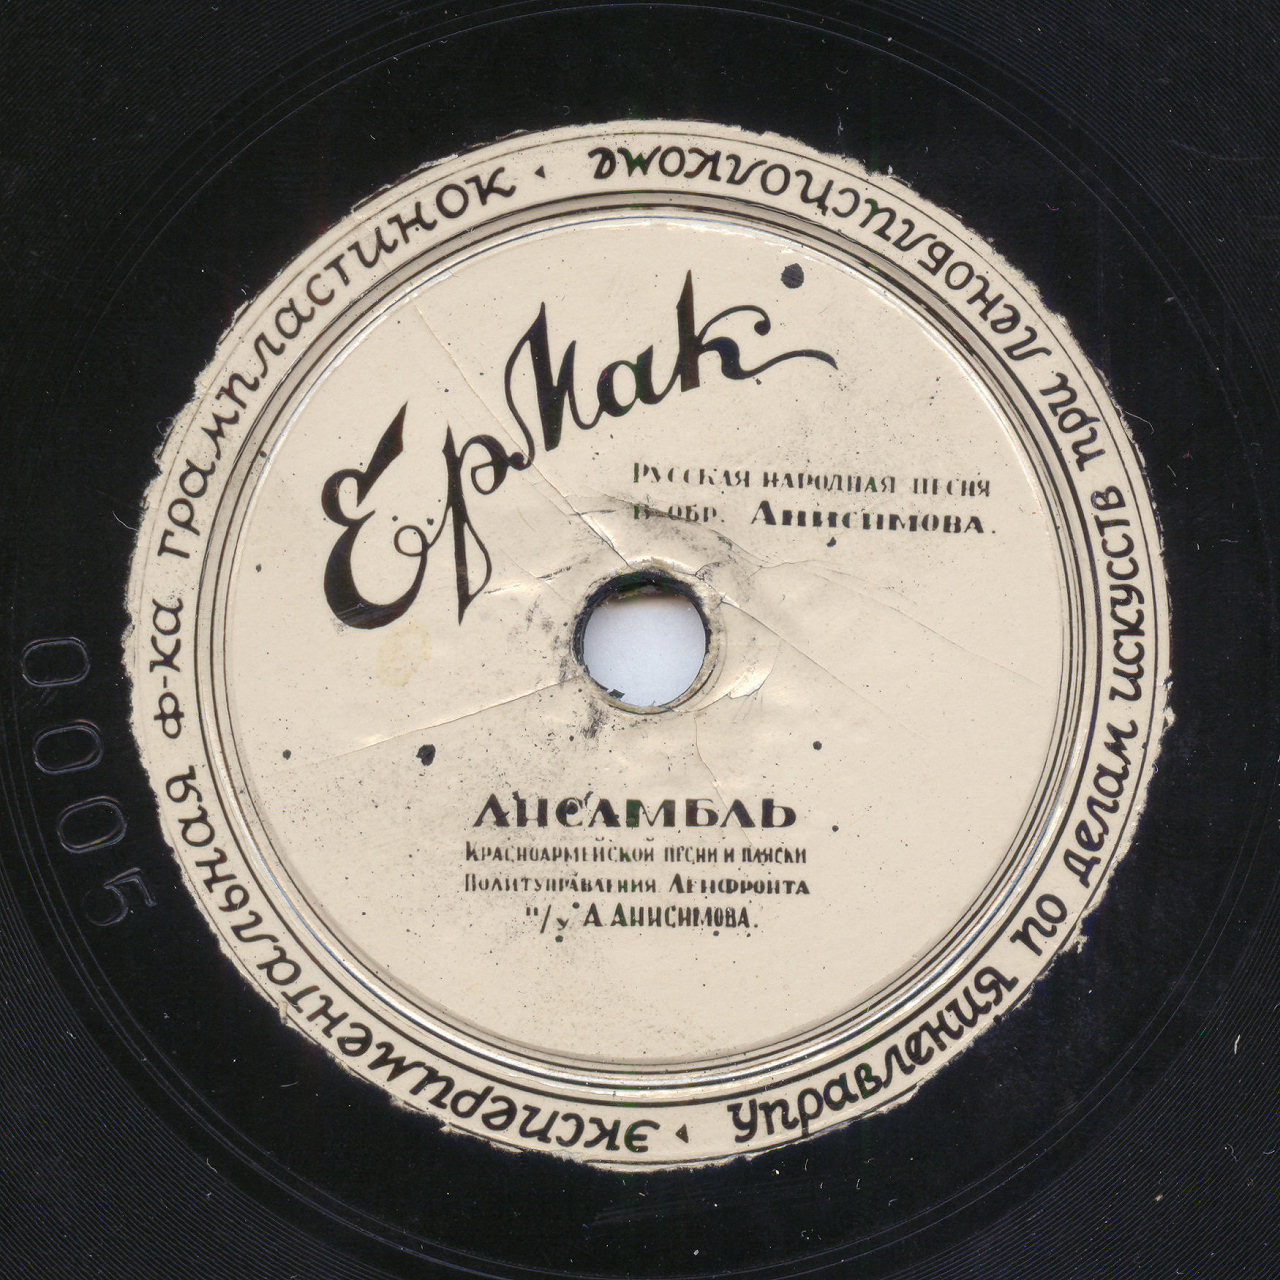 Экспериментальная ф-ка грампластинок · Управления по делам искусств при Леноблисполкоме
Ермак
Русская народная песня
в обр. Анисимова.
Ансамбль
Красноармейской песни и пляски
Политуправления Ленфронта
п/у А. Анисимова.
0005